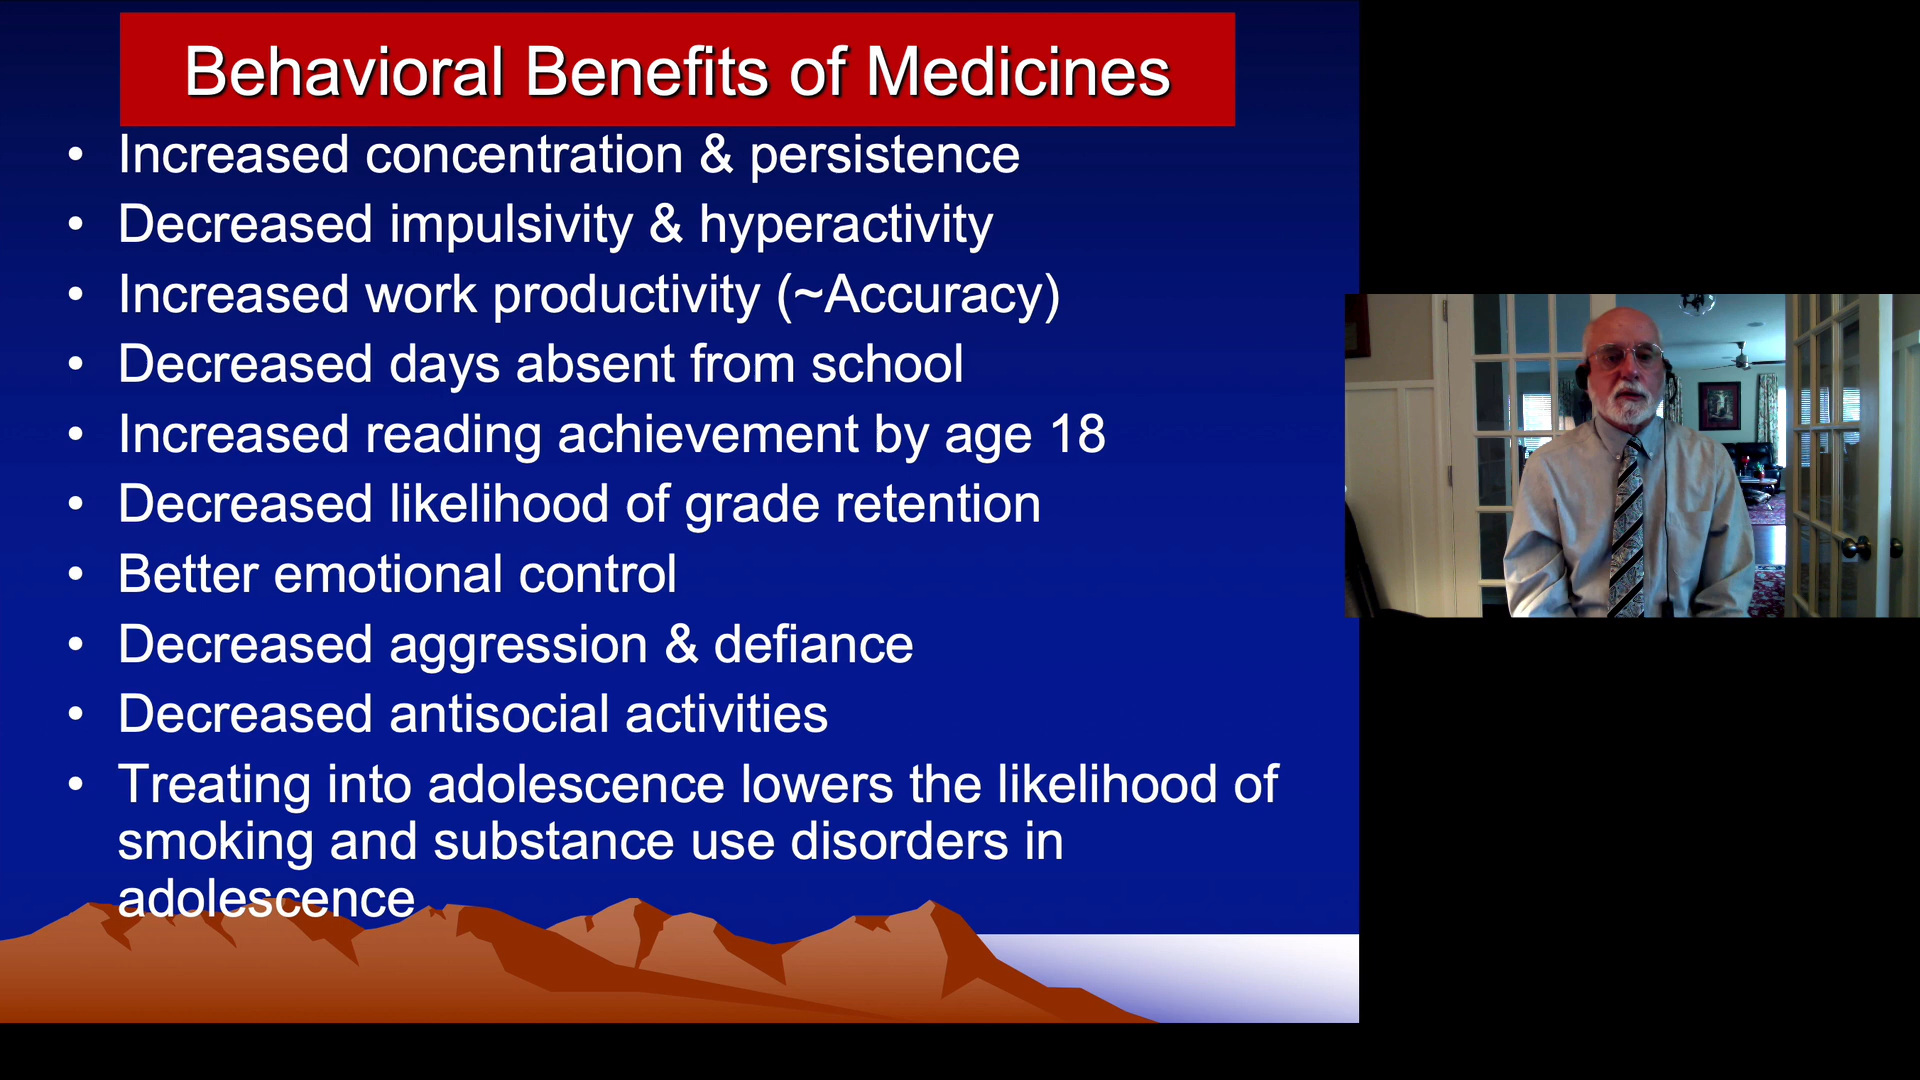 Behavioral Benefits of Medicines
• Increased concentration & persistence
• Decreased impulsivity & hyperactivity
• Increased work productivity (~Accuracy)
• Decreased days absent from school
• Increased reading achievement by age 18
• Decreased likelihood of grade retention
• Better emotional control
• Decreased aggression & defiance
• Decreased antisocial activities
• Treating into adolescence lowers the likelihood of
smoking and substance use disorders in
adolescence